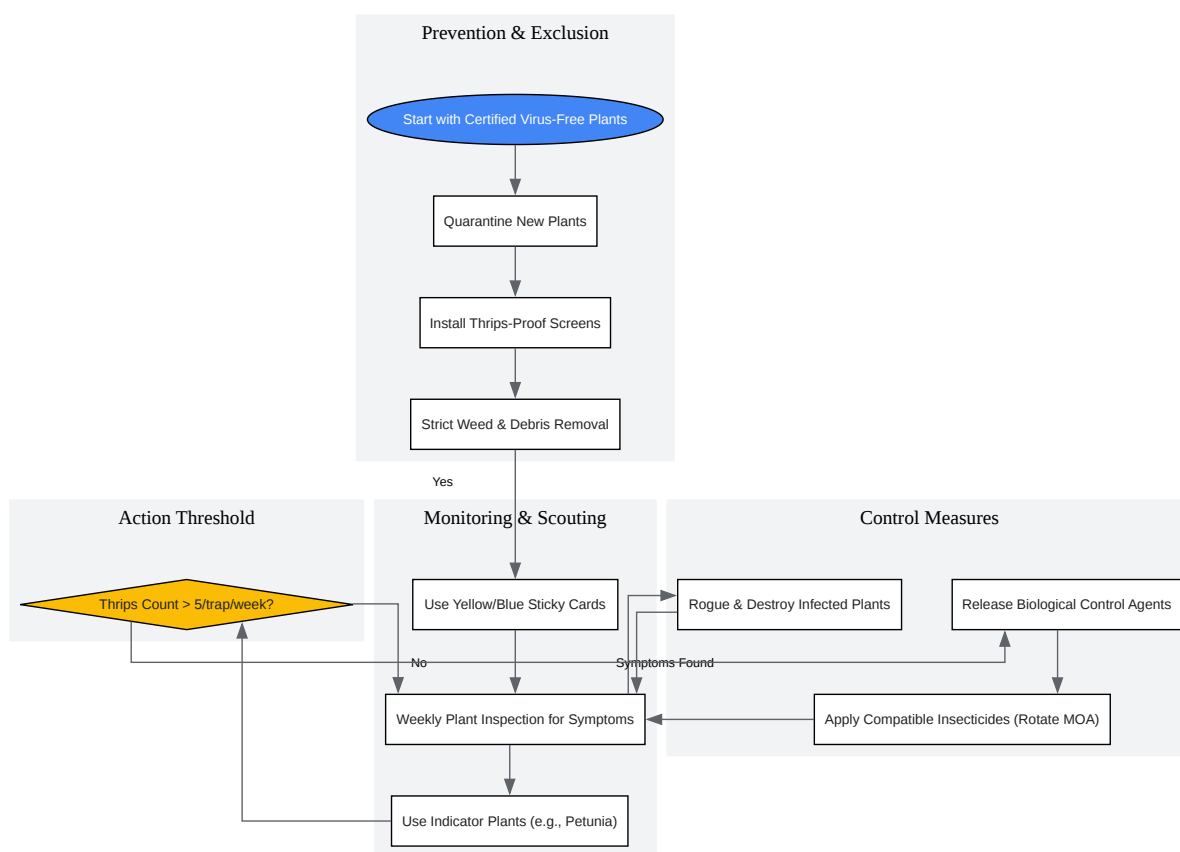 Prevention & Exclusion
Start with Certified Virus-Free Plants
Quarantine New Plants
Install Thrips-Proof Screens
Strict Weed & Debris Removal
Yes
Action Threshold
Monitoring & Scouting
Control Measures
Thrips Count > 5/trap/week?
Use Yellow/Blue Sticky Cards
Rogue & Destroy Infected Plants
Release Biological Control Agents
No
Symptoms Found
Weekly Plant Inspection for Symptoms
Apply Compatible Insecticides (Rotate MOA)
Use Indicator Plants (e.g., Petunia)